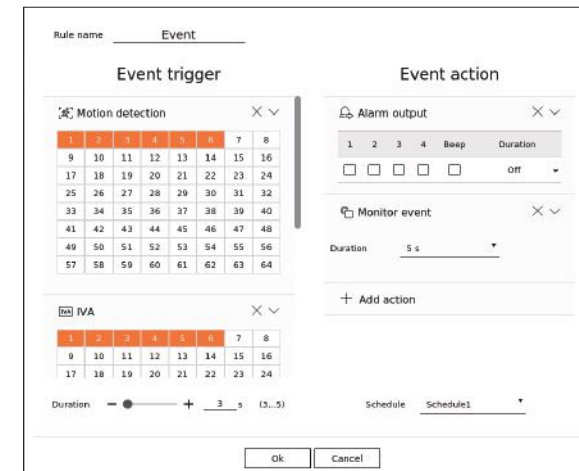 Rule name Event
Event trigger
Motion detection
1 2 3 4 5 6 7 8
9 10 11 12 13 14 15 16
17 18 19 20 21 22 23 24
25 26 27 28 29 30 31 32
33 34 35 36 37 38 39 40
41 42 43 44 45 46 47 48
49 50 51 52 53 54 55 56
57 58 59 60 61 62 63 64
IVA IVA
1 2 3 4 5 6 7 8
9 10 11 12 13 14 15 16
17 18 19 20 21 22 23 24
Duration 3 s (3...5)
Event action
Alarm output
1 2 3 4 Beep Duration
Off
Monitor event
Duration 5 s
+ Add action
Schedule Schedule1
Ok Cancel